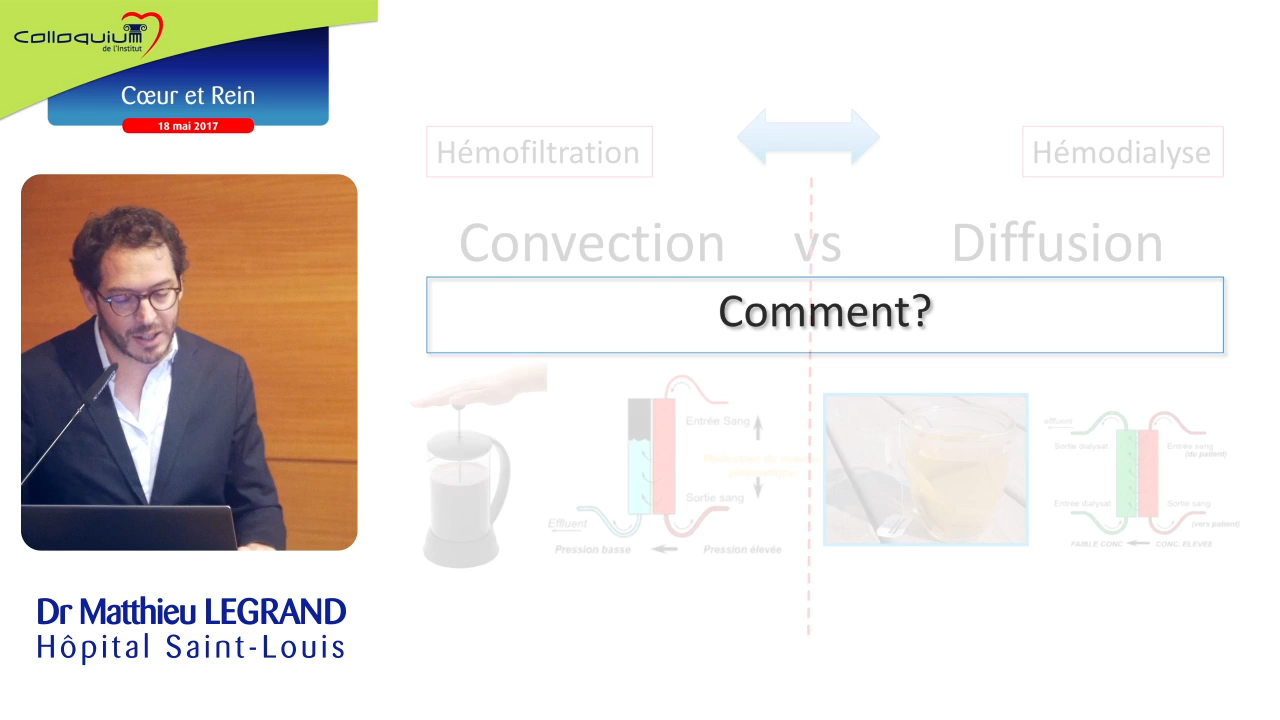 Colloquium
de l'Institut
Cœur et Rein
18 mai 2017
Dr Matthieu LEGRAND
Hôpital Saint-Louis
Hémofiltration
Hémodialyse
Convection vs Diffusion
Comment?
Entrée Sang
Sortie sang
Effluent
Pression basse
Pression élevée
effluent
Sortie dialysat
Entrée sang
(du patient)
Entrée dialysat
Sortie sang
(vers patient)
FAIBLE CONC
CONC. ELEVEE